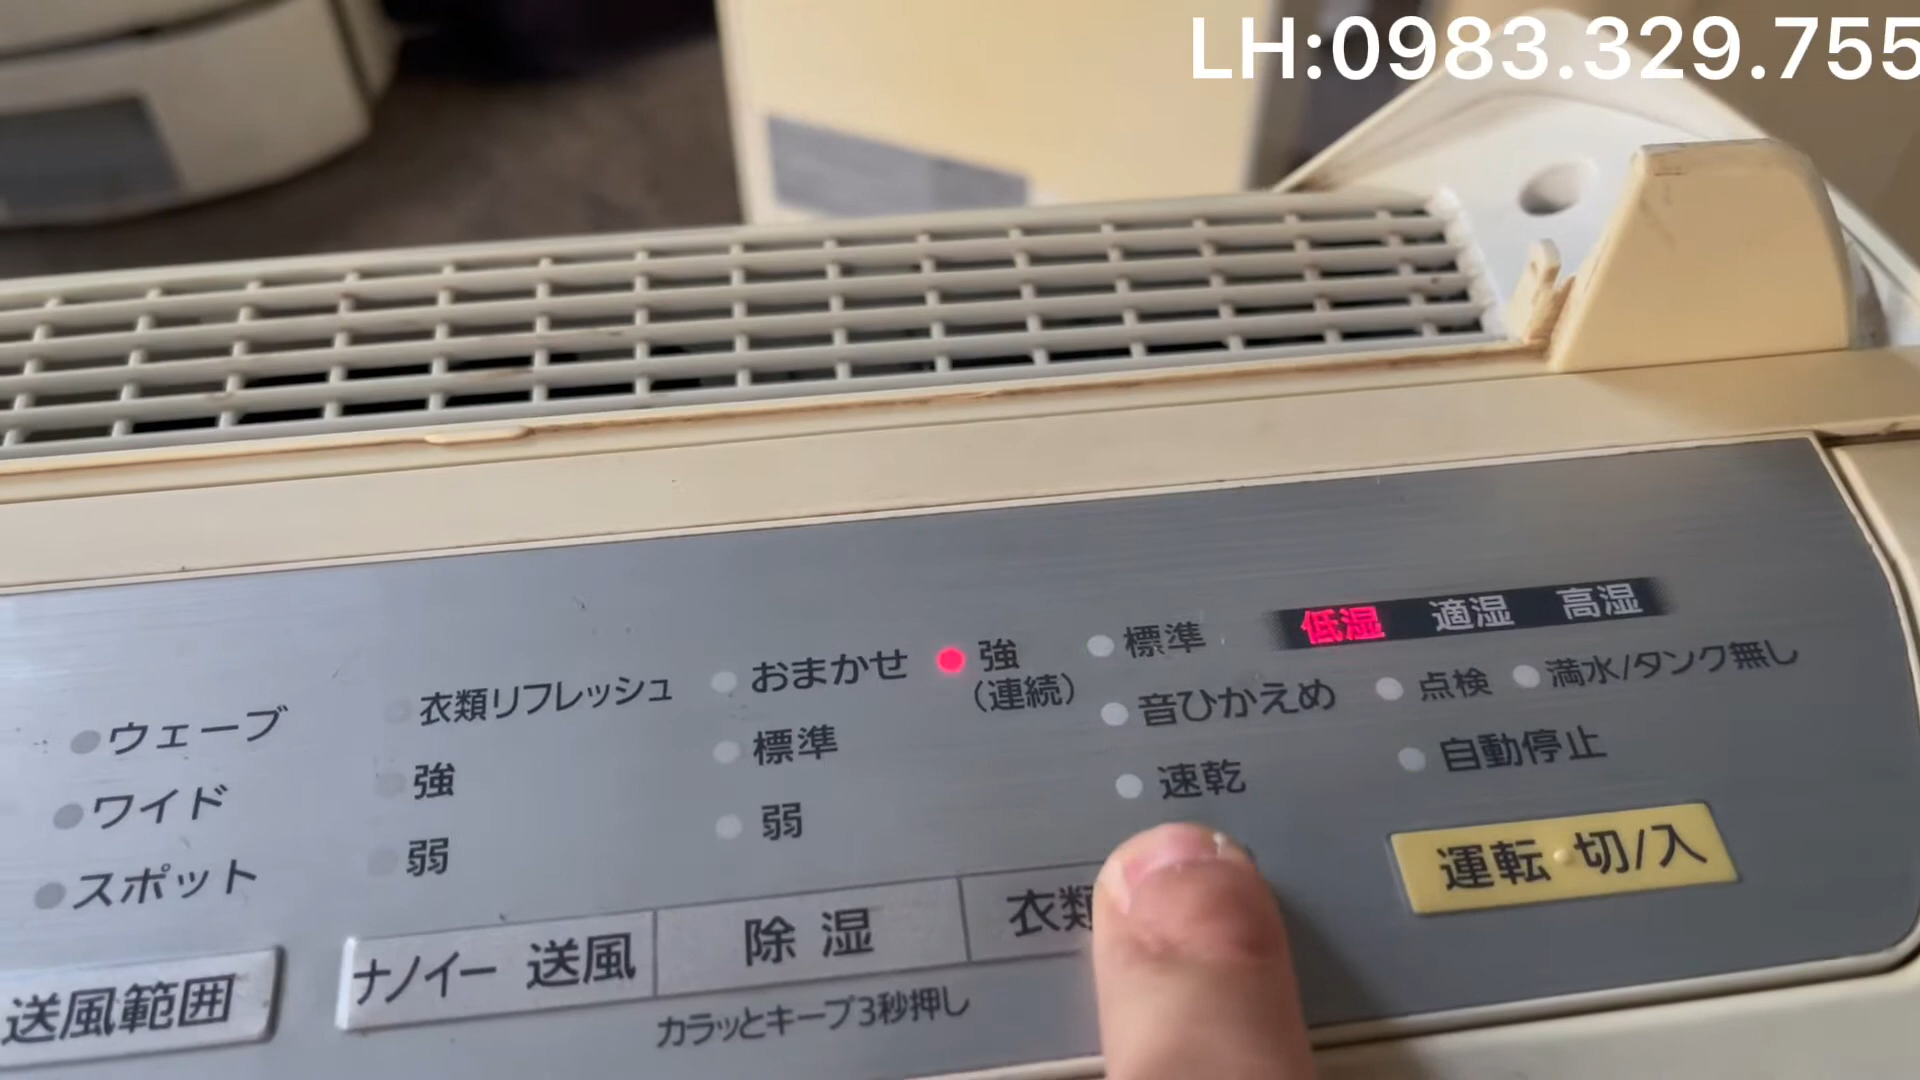 LH:0983.329.755
低湿 適湿 高湿
ウェーブ
ワイド
スポット
送風範囲
衣類リフレッシュ
強
弱
ナノイー 送風
おまかせ
標準
弱
強
(連続)
除湿
カラッとキープ3秒押し
標準
音ひかえめ
速乾
衣類
点検
満水/タンク無し
自動停止
運転 切/入